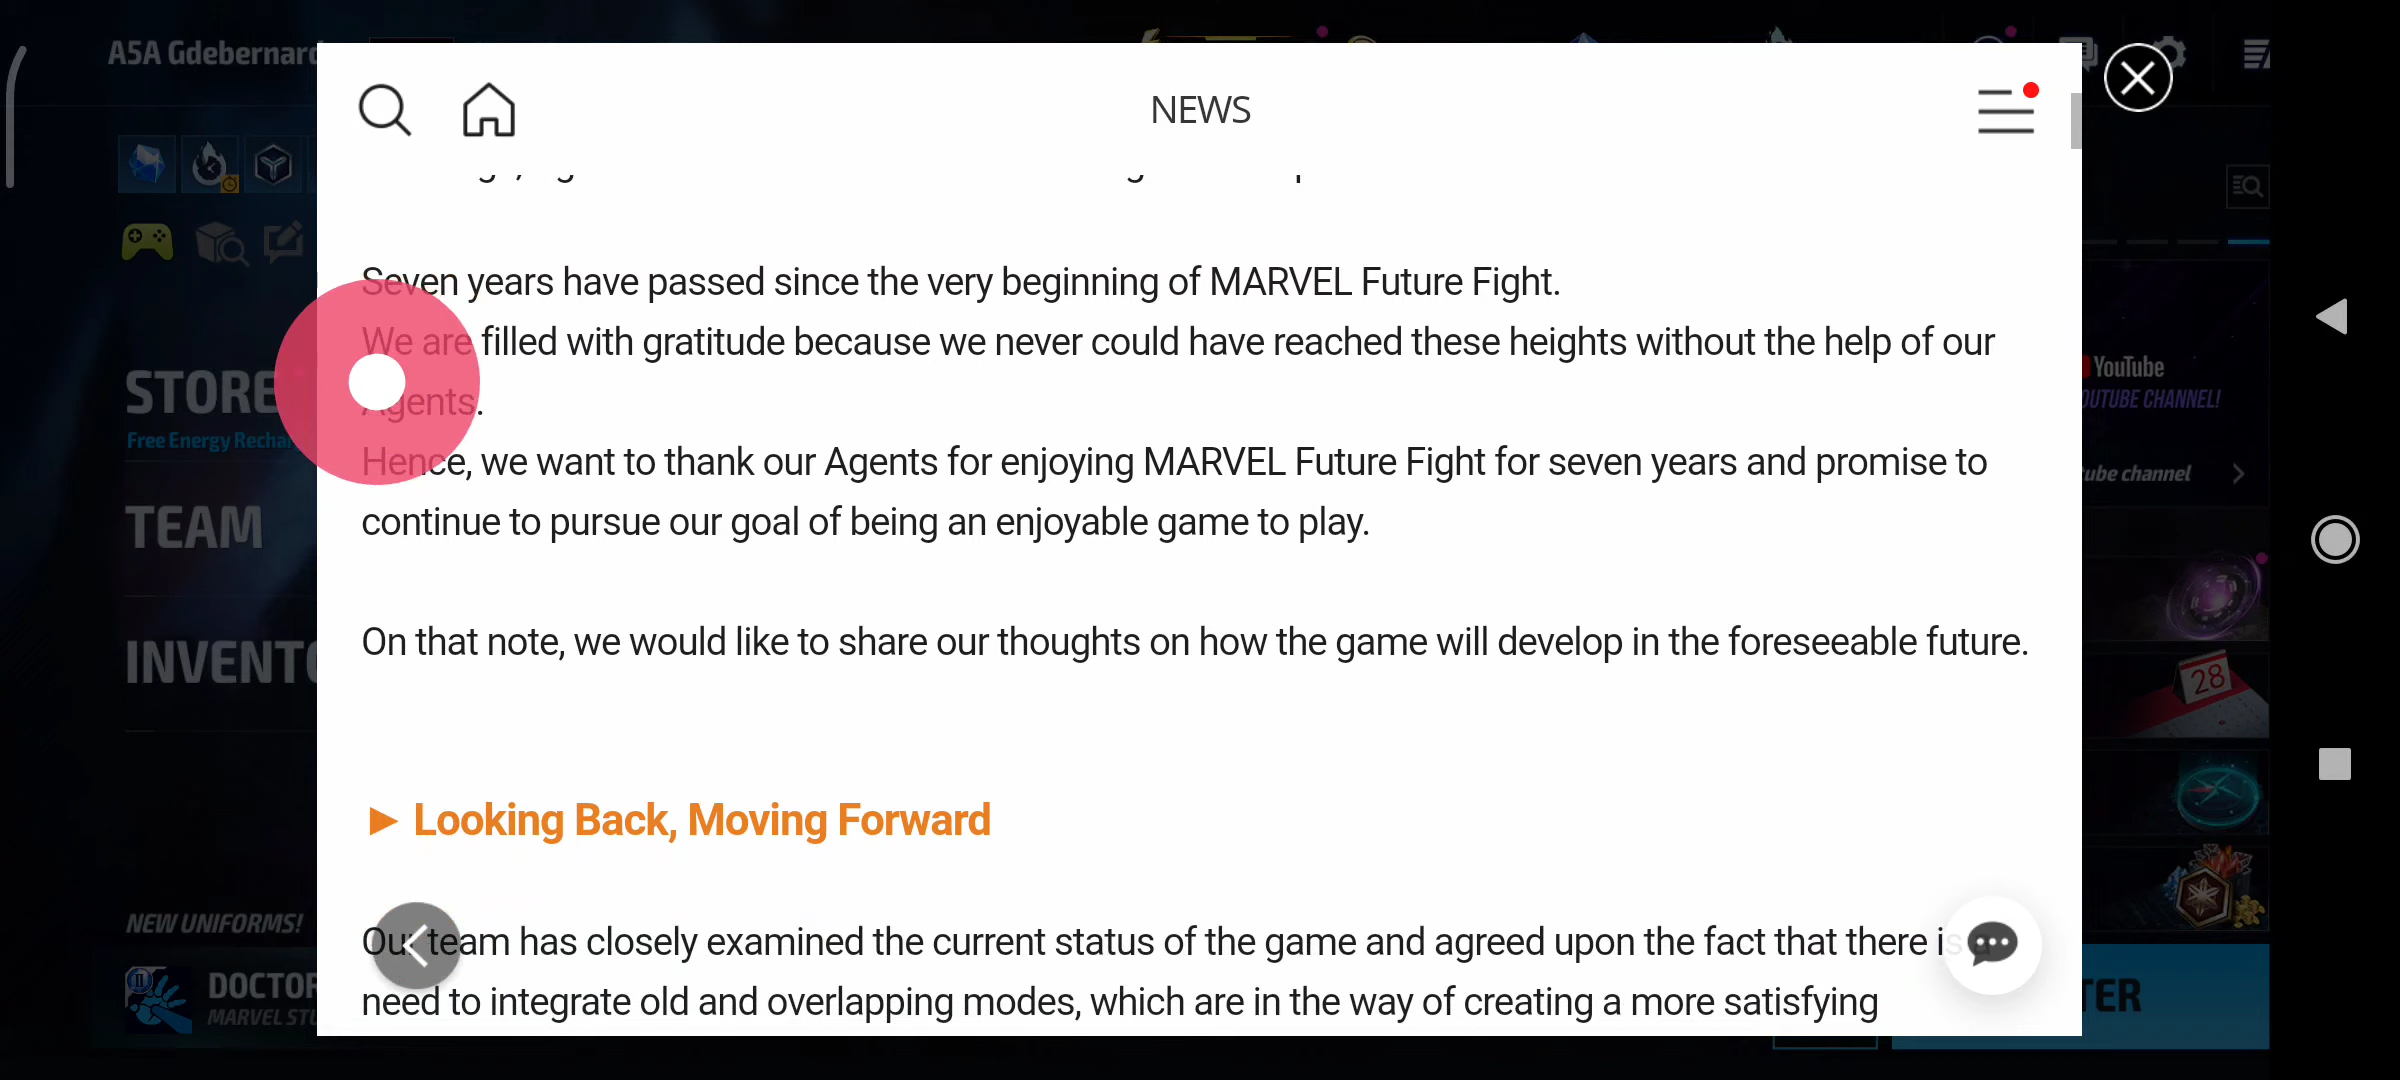 A5A Gdebernard
NEWS
Seven years have passed since the very beginning of MARVEL Future Fight.
We are filled with gratitude because we never could have reached these heights without the help of our
Agents.
Hence, we want to thank our Agents for enjoying MARVEL Future Fight for seven years and promise to
continue to pursue our goal of being an enjoyable game to play.
On that note, we would like to share our thoughts on how the game will develop in the foreseeable future.
► Looking Back, Moving Forward
Our team has closely examined the current status of the game and agreed upon the fact that there is a
need to integrate old and overlapping modes, which are in the way of creating a more satisfying
STORE
Free Energy Rechar
TEAM
INVENTO
NEW UNIFORMS!
DOCTOR
MARVEL STU
YouTube
OUTUBE CHANNEL!
tube channel
28
TER